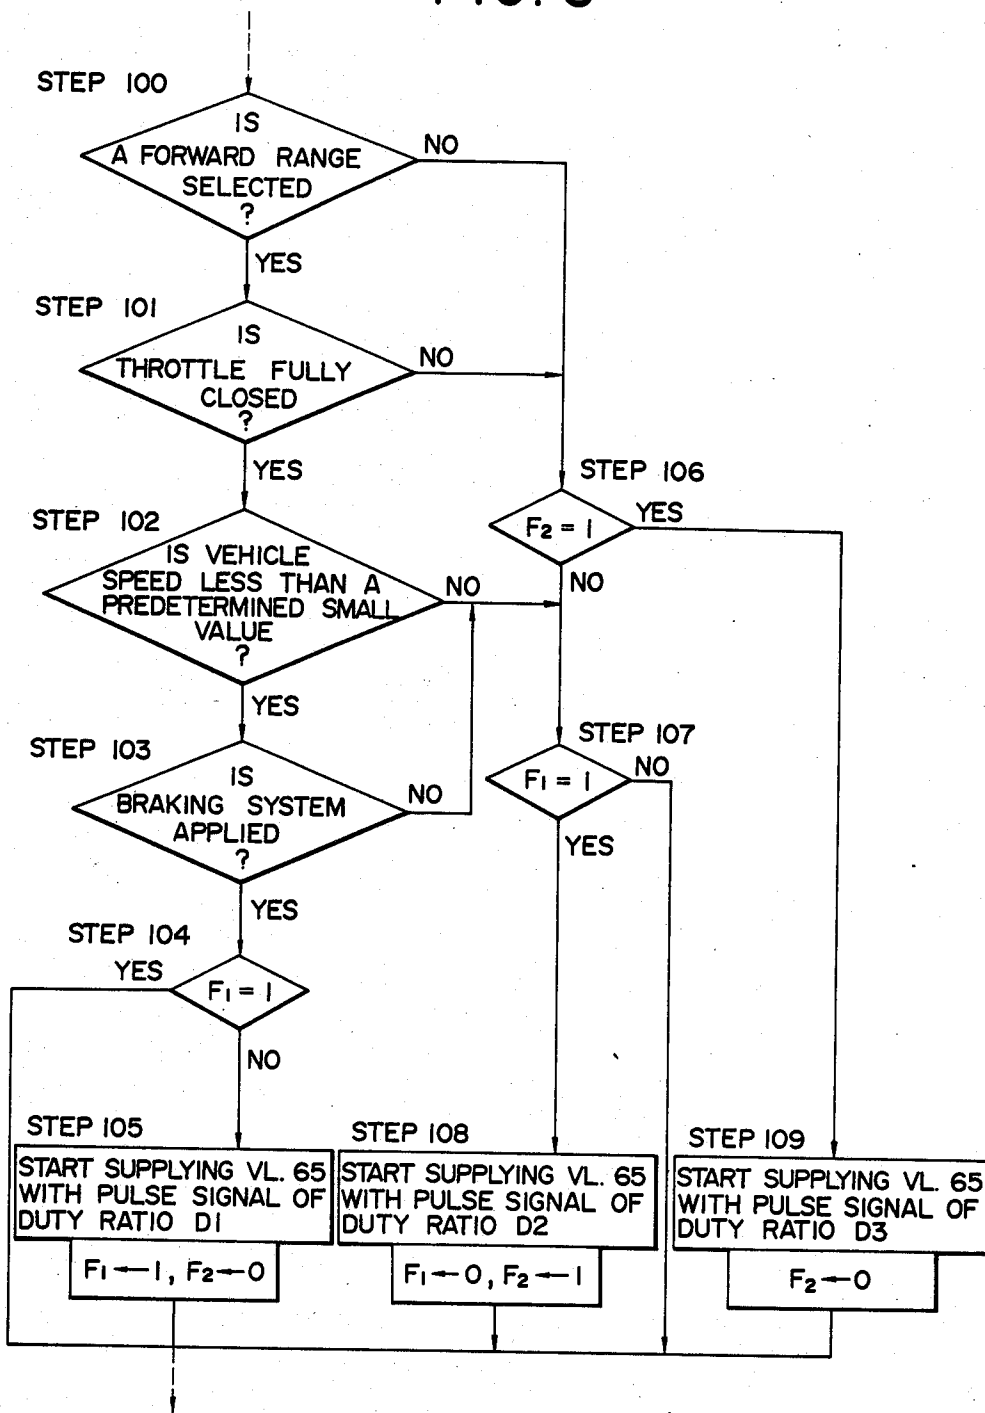 STEP 100
IS
A FORWARD RANGE
SELECTED
?
NO
YES
STEP 101
IS
THROTTLE FULLY
CLOSED
?
NO
YES
STEP 102
IS VEHICLE
SPEED LESS THAN A
PREDETERMINED SMALL
VALUE
?
NO
YES
STEP 103
IS
BRAKING SYSTEM
APPLIED
?
NO
YES
STEP 104
YES
F1 = 1
NO
STEP 105
START SUPPLYING VL. 65
WITH PULSE SIGNAL OF
DUTY RATIO D1
F1←1, F2←0
STEP 106
F2 = 1
YES
NO
STEP 107
F1 = 1
NO
YES
STEP 108
START SUPPLYING VL. 65
WITH PULSE SIGNAL OF
DUTY RATIO D2
F1←0, F2←1
STEP 109
START SUPPLYING VL. 65
WITH PULSE SIGNAL OF
DUTY RATIO D3
F2←0